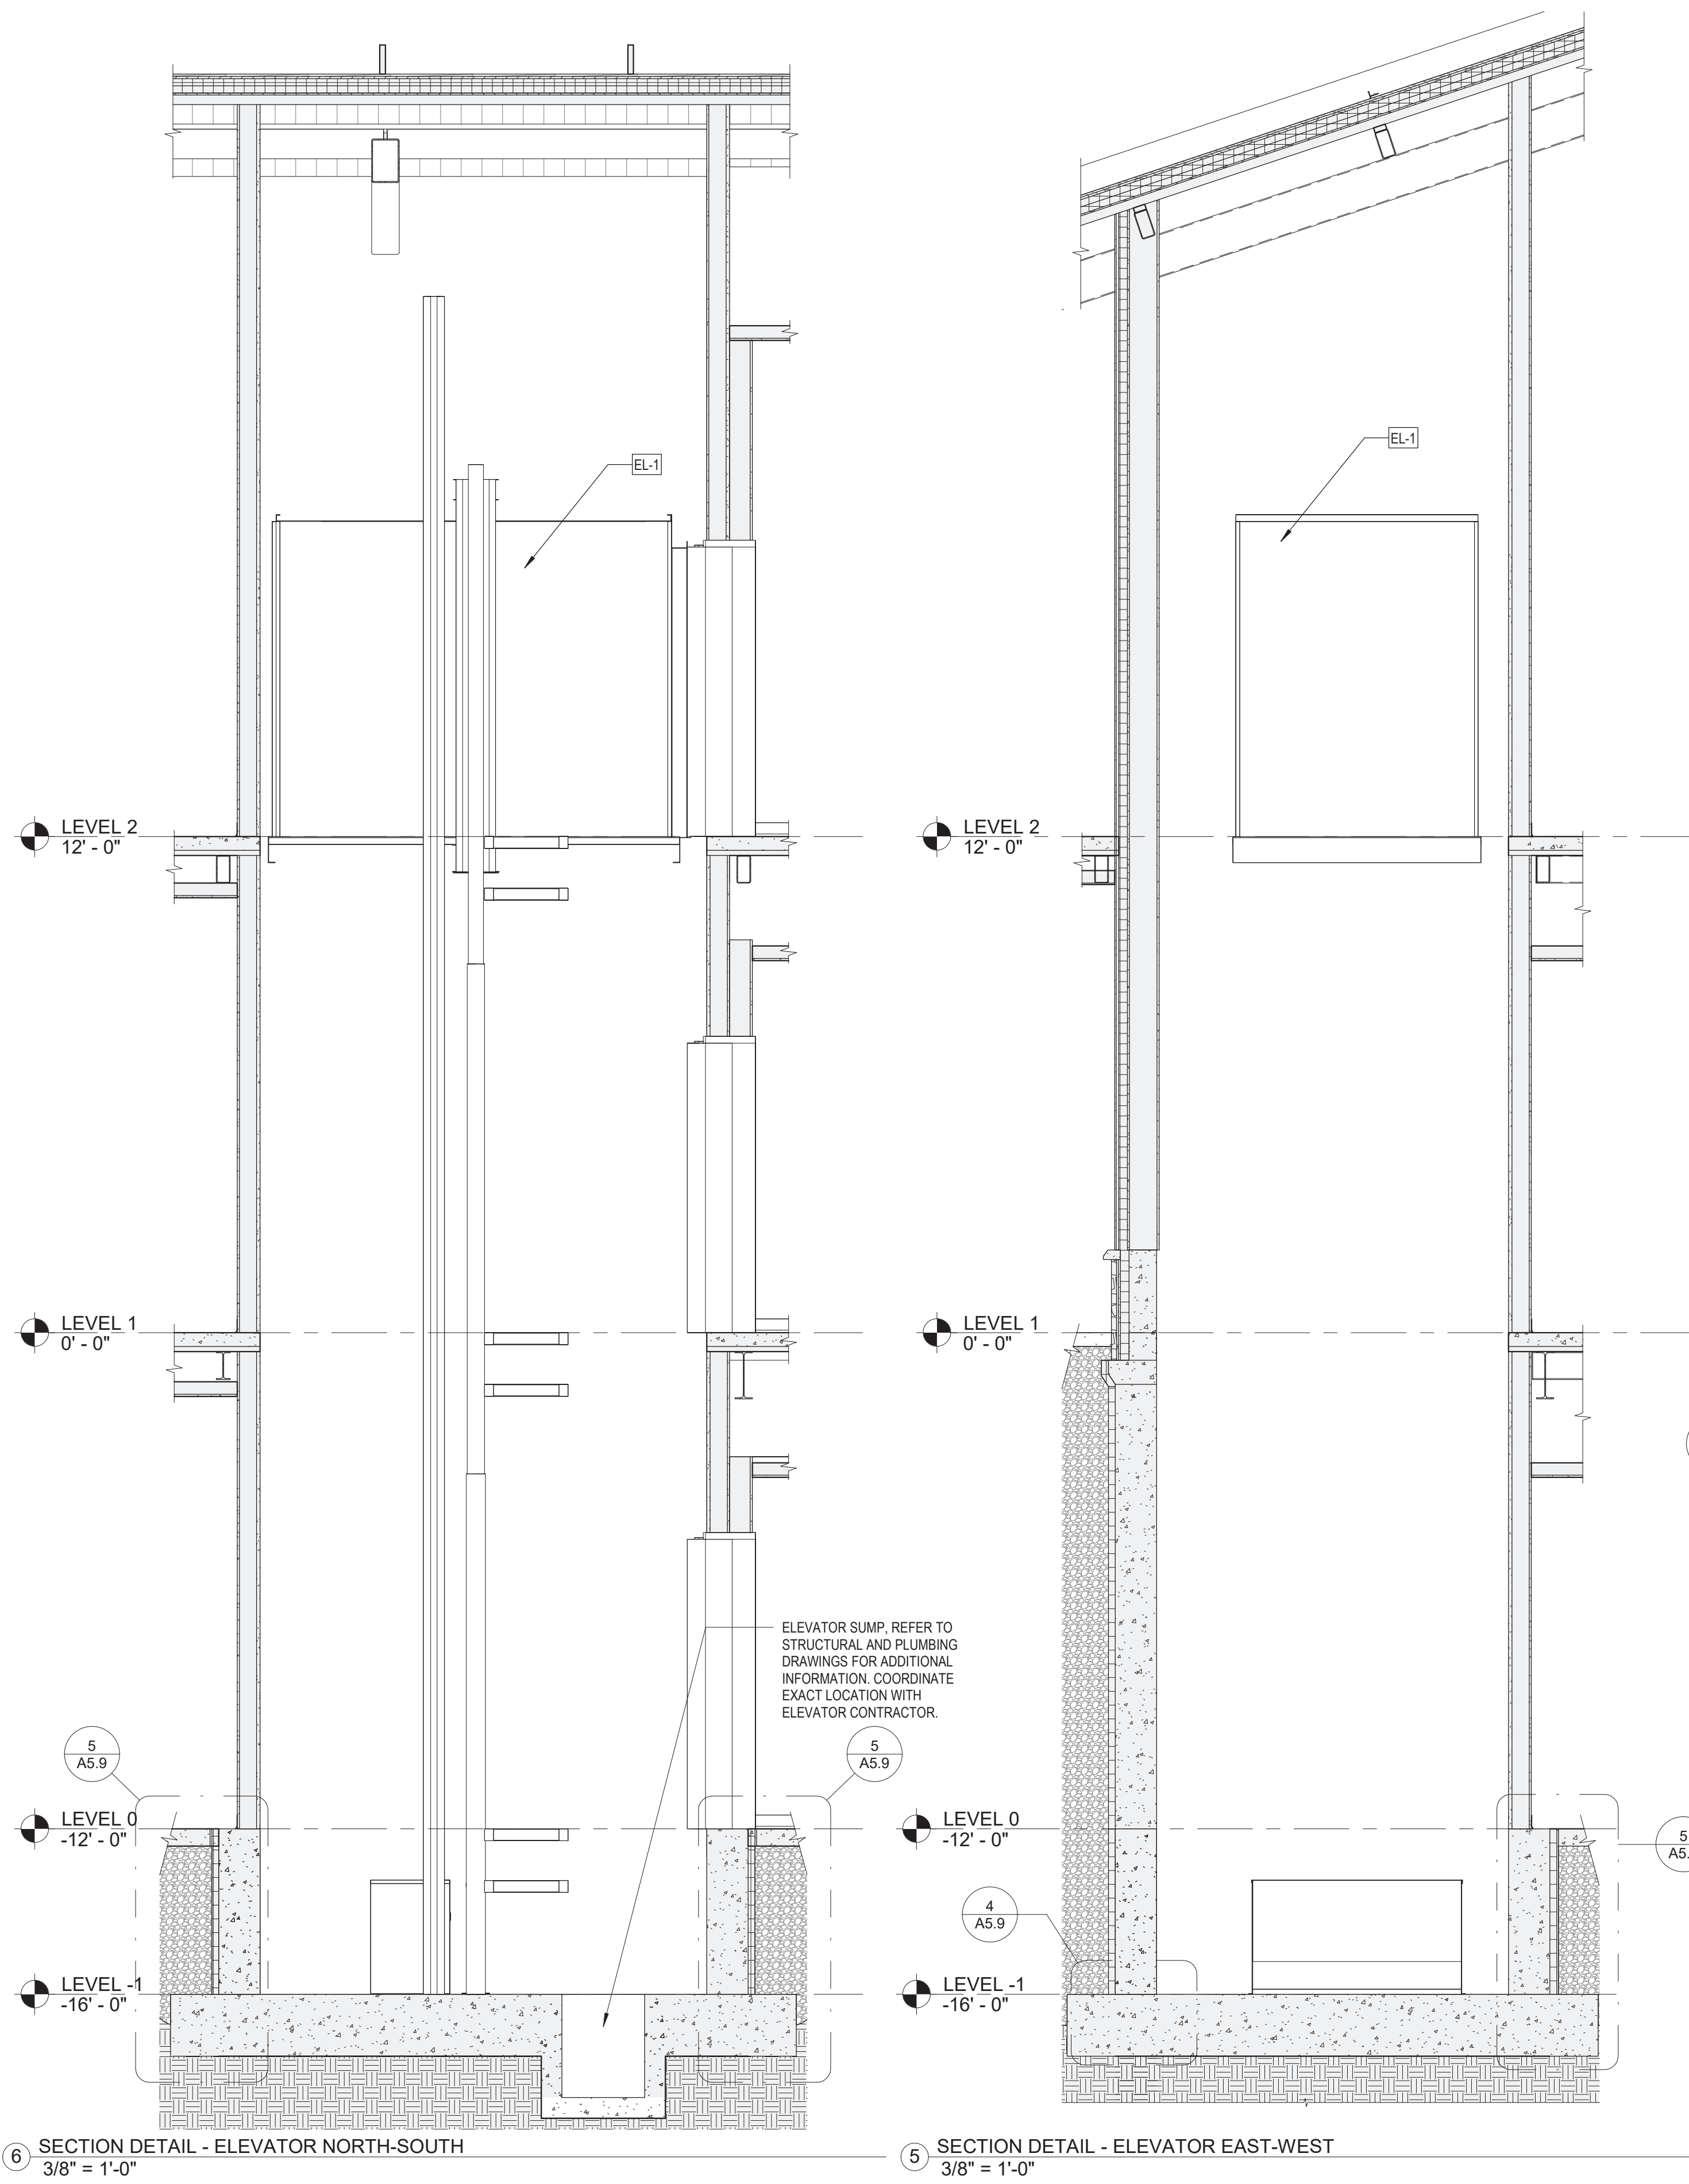 EL-1
LEVEL 2
12' - 0"
LEVEL 1
0' - 0"
ELEVATOR SUMP, REFER TO
STRUCTURAL AND PLUMBING
DRAWINGS FOR ADDITIONAL
INFORMATION. COORDINATE
EXACT LOCATION WITH
ELEVATOR CONTRACTOR.
5
A5.9
5
A5.9
LEVEL 0
-12' - 0"
LEVEL -1
-16' - 0"
6
SECTION DETAIL - ELEVATOR NORTH-SOUTH
3/8" = 1'-0"
EL-1
LEVEL 2
12' - 0"
LEVEL 1
0' - 0"
LEVEL 0
-12' - 0"
5
A5.
4
A5.9
LEVEL -1
-16' - 0"
5
SECTION DETAIL - ELEVATOR EAST-WEST
3/8" = 1'-0"